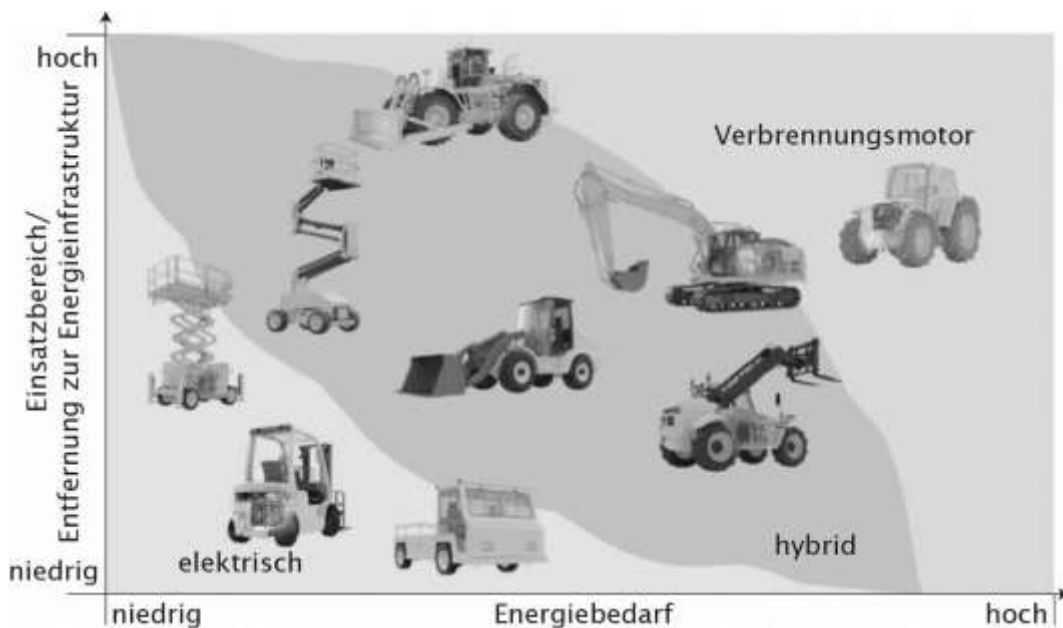 hoch
Einsatzbereich/
Entfernung zur Energieinfrastruktur
niedrig
Verbrennungsmotor
elektrisch
hybrid
niedrig
Energiebedarf
hoch